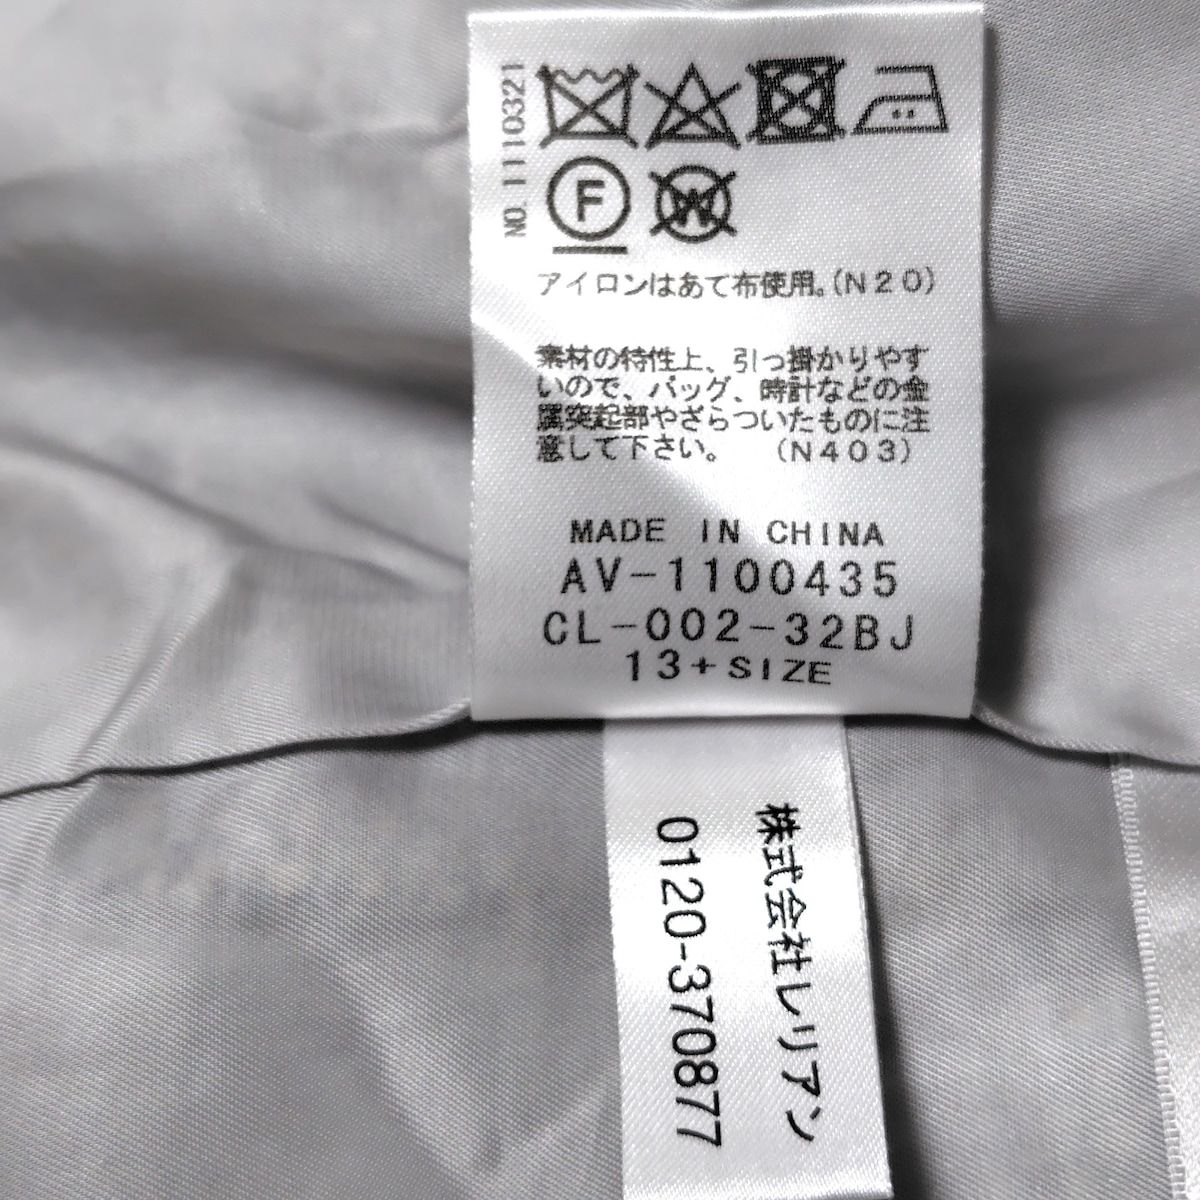 NO.1110321
F
W
アイロンはあて布使用。(N20)
素材の特性上、引っ掛かりやす
いので、バッグ、時計などの金
属突起部やざらついたものに注
意して下さい。 (N403)
MADE IN CHINA
AV-1100435
CL-002-32BJ
13+SIZE
株式会社レリアン
0120-370877